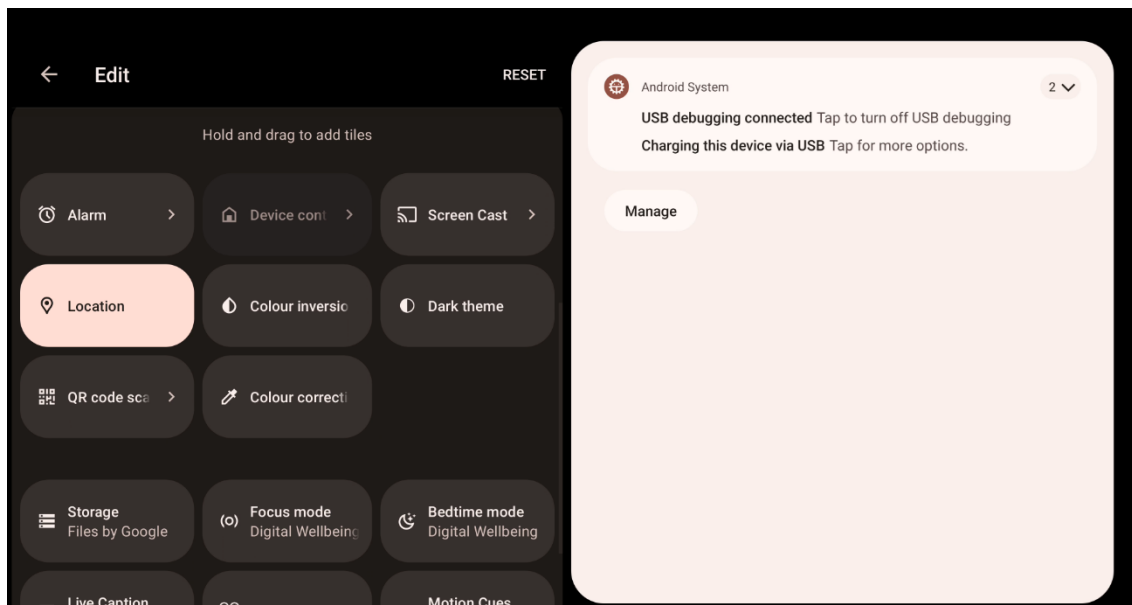 Edit
RESET
Hold and drag to add tiles
Alarm
Device cont
Screen Cast
Location
Colour inversio
Dark theme
QR code sca
Colour correcti
Storage
Files by Google
Focus mode
Digital Wellbeing
Bedtime mode
Digital Wellbeing
Live Caption
Motion Cues
Android System
2
USB debugging connected Tap to turn off USB debugging
Charging this device via USB Tap for more options.
Manage